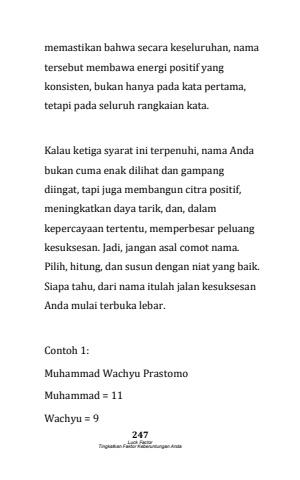 memastikan bahwa secara keseluruhan, nama
tersebut membawa energi positif yang
konsisten, bukan hanya pada kata pertama,
tetapi pada seluruh rangkaian kata.
Kalau ketiga syarat ini terpenuhi, nama Anda
bukan cuma enak dilihat dan gampang
diingat, tapi juga membangun citra positif,
meningkatkan daya tarik, dan, dalam
kepercayaan tertentu, memperbesar peluang
kesuksesan. Jadi, jangan asal comot nama.
Pilih, hitung, dan susun dengan niat yang baik.
Siapa tahu, dari nama itulah jalan kesuksesan
Anda mulai terbuka lebar.
Contoh 1:
Muhammad Wachyu Prastomo
Muhammad = 11
Wachyu = 9
247
Luck Factor
Tingkatkan Faktor Keberuntungan Anda